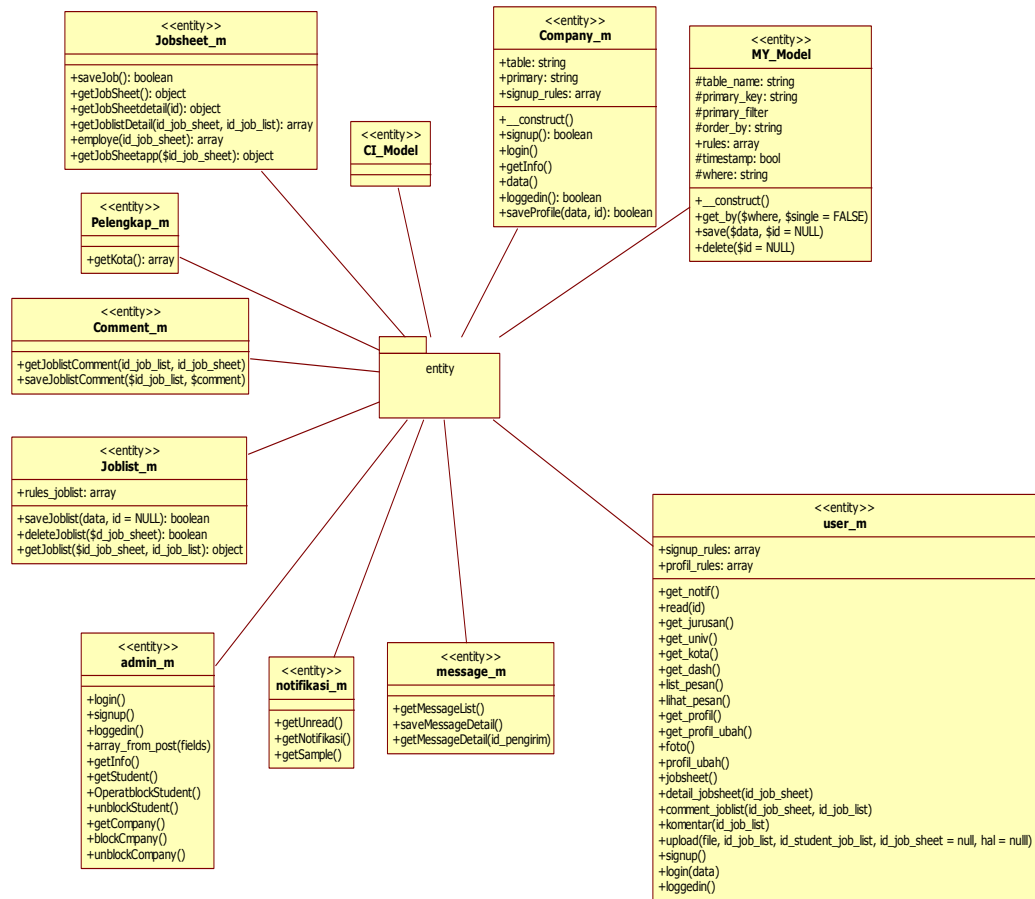 <<entity>>
Jobsheet_m
+saveJob(): boolean
+getJobSheet(): object
+getJobSheetdetail(id): object
+getJoblistDetail(id_job_sheet, id_job_list): array
+employe(id_job_sheet): array
+getJobSheetapp($id_job_sheet): object
<<entity>>
CI_Model
<<entity>>
Company_m
+table: string
+primary: string
+signup_rules: array
+__construct()
+signup(): boolean
+login()
+getInfo()
+data()
+loggedin(): boolean
+saveProfile(data, id): boolean
<<entity>>
MY_Model
#table_name: string
#primary_key: string
#primary_filter
#order_by: string
+rules: array
#timestamp: bool
#where: string
+__construct()
+get_by($where, $single = FALSE)
+save($data, $id = NULL)
+delete($id = NULL)
<<entity>>
Pelengkap_m
+getKota(): array
<<entity>>
Comment_m
+getJoblistComment(id_job_list, id_job_sheet)
+saveJoblistComment($id_job_list, $comment)
entity
<<entity>>
Joblist_m
+rules_joblist: array
+saveJoblist(data, id = NULL): boolean
+deleteJoblist($d_job_sheet): boolean
+getJoblist($id_job_sheet, id_job_list): object
<<entity>>
admin_m
+login()
+signup()
+loggedin()
+array_from_post(fields)
+getInfo()
+getStudent()
+OperatblockStudent()
+unblockStudent()
+getCompany()
+blockCmpany()
+unblockCompany()
<<entity>>
notifikasi_m
+getUnread()
+getNotifikasi()
+getSample()
<<entity>>
message_m
+getMessageList()
+saveMessageDetail()
+getMessageDetail(id_pengirim)
<<entity>>
user_m
+signup_rules: array
+profil_rules: array
+get_notif()
+read(id)
+get_jurusan()
+get_univ()
+get_kota()
+get_dash()
+list_pesan()
+lihat_pesan()
+get_profil()
+get_profil_ubah()
+foto()
+profil_ubah()
+jobsheet()
+detail_jobsheet(id_job_sheet)
+comment_joblist(id_job_sheet, id_job_list)
+komentar(id_job_list)
+upload(file, id_job_list, id_student_job_list, id_job_sheet = null, hal = nulll)
+signup()
+login(data)
+loggedin()